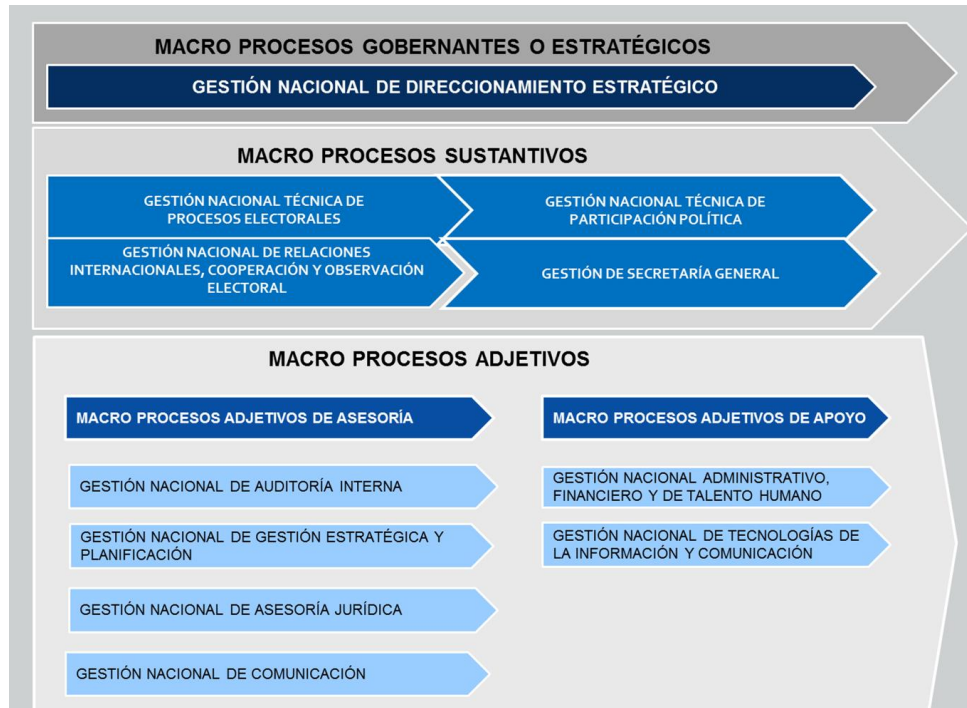 MACRO PROCESOS GOBERNANTES O ESTRATÉGICOS
GESTIÓN NACIONAL DE DIRECCIONAMIENTO ESTRATÉGICO
MACRO PROCESOS SUSTANTIVOS
GESTIÓN NACIONAL TÉCNICA DE
PROCESOS ELECTORALES
GESTIÓN NACIONAL TÉCNICA DE
PARTICIPACIÓN POLÍTICA
GESTIÓN NACIONAL DE RELACIONES
INTERNACIONALES, COOPERACIÓN Y OBSERVACIÓN
ELECTORAL
GESTIÓN DE SECRETARÍA GENERAL
MACRO PROCESOS ADJETIVOS
MACRO PROCESOS ADJETIVOS DE ASESORÍA
GESTIÓN NACIONAL DE AUDITORÍA INTERNA
GESTIÓN NACIONAL DE GESTIÓN ESTRATÉGICA Y
PLANIFICACIÓN
GESTIÓN NACIONAL DE ASESORÍA JURÍDICA
GESTIÓN NACIONAL DE COMUNICACIÓN
MACRO PROCESOS ADJETIVOS DE APOYO
GESTIÓN NACIONAL ADMINISTRATIVO,
FINANCIERO Y DE TALENTO HUMANO
GESTIÓN NACIONAL DE TECNOLOGÍAS DE
LA INFORMACIÓN Y COMUNICACIÓN